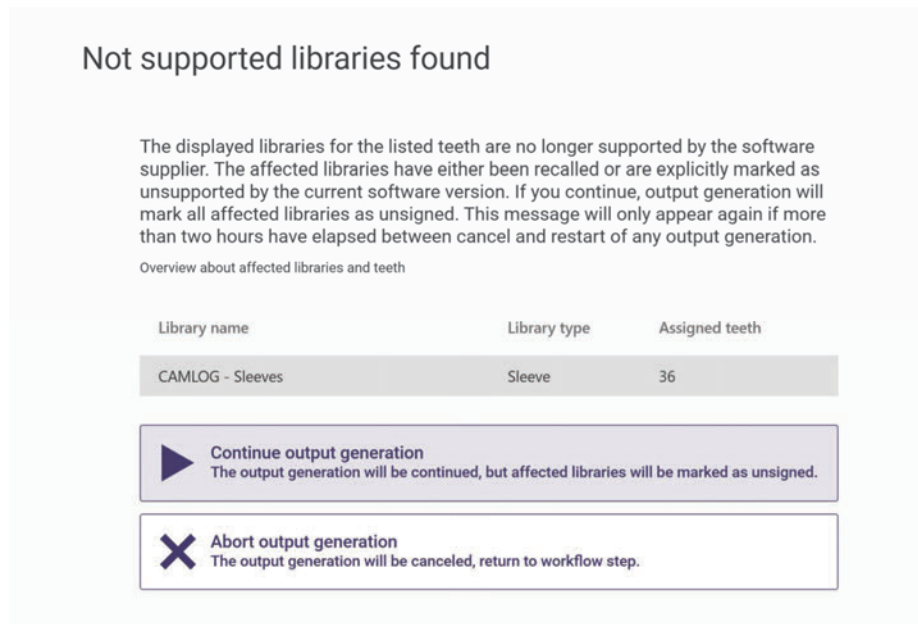 Not supported libraries found
The displayed libraries for the listed teeth are no longer supported by the software
supplier. The affected libraries have either been recalled or are explicitly marked as
unsupported by the current software version. If you continue, output generation will
mark all affected libraries as unsigned. This message will only appear again if more
than two hours have elapsed between cancel and restart of any output generation.
Overview about affected libraries and teeth
Library name Library type Assigned teeth
CAMLOG - Sleeves Sleeve 36
Continue output generation
The output generation will be continued, but affected libraries will be marked as unsigned.
Abort output generation
The output generation will be canceled, return to workflow step.